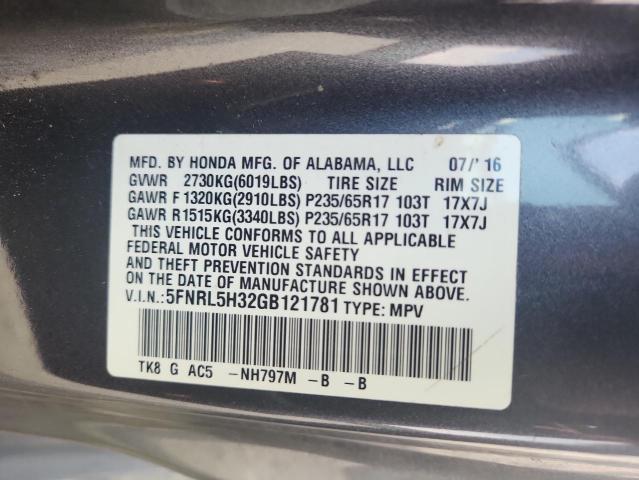 MFD. BY HONDA MFG. OF ALABAMA, LLC 07/'16
GVWR 2730KG(6019LBS) TIRE SIZE RIM SIZE
GAWR F 1320KG(2910LBS) P235/65R17 103T 17X7J
GAWR R1515KG(3340LBS) P235/65R17 103T 17X7J
THIS VEHICLE CONFORMS TO ALL APPLICABLE
FEDERAL MOTOR VEHICLE SAFETY
AND THEFT PREVENTION STANDARDS IN EFFECT
ON THE DATE OF MANUFACTURE SHOWN ABOVE.
V.I.N.:5FNRL5H32GB121781 TYPE: MPV
TK8 G AC5 -NH797M -B -B